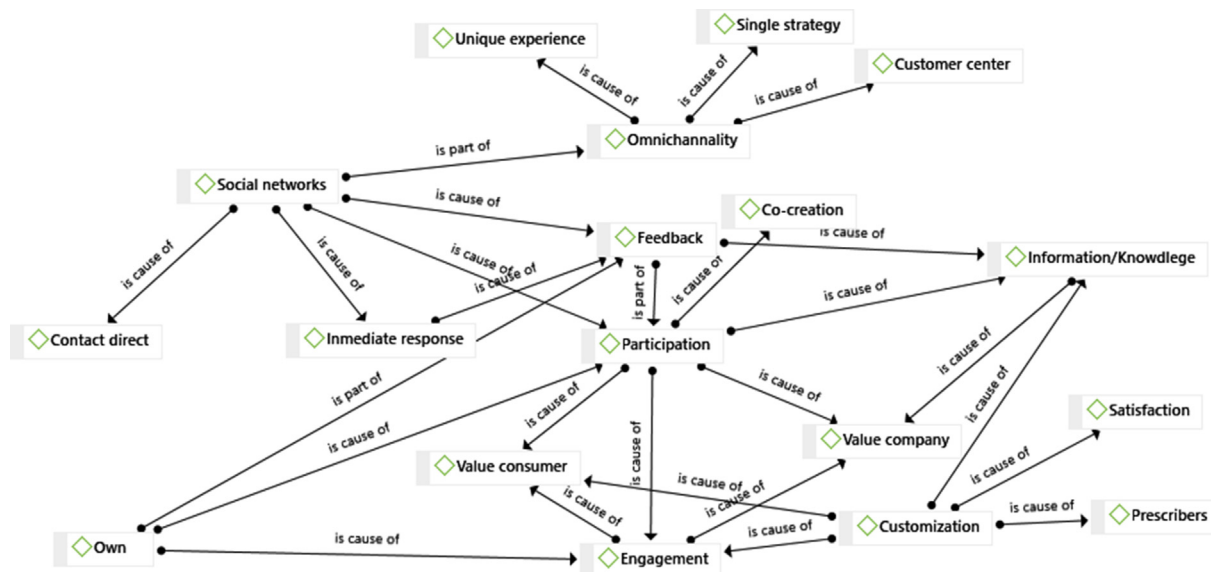 Single strategy
Unique experience
Customer center
is cause of
is cause of
is cause of
Omnichannality
is part of
Social networks
is cause of
Co-creation
Feedback
is cause of
Information/Knowdlege
is cause of
is cause of
is cause of
is cause of
is part of
is cause of
is cause of
Contact direct
Inmediate response
Participation
is part of
is cause of
is cause of
is cause of
is cause of
Satisfaction
is cause of
is cause of
Value company
Value consumer
is cause of
is cause of
is cause of
is cause of
is cause of
is cause of
Prescribers
Customization
is cause of
Own
is cause of
Engagement